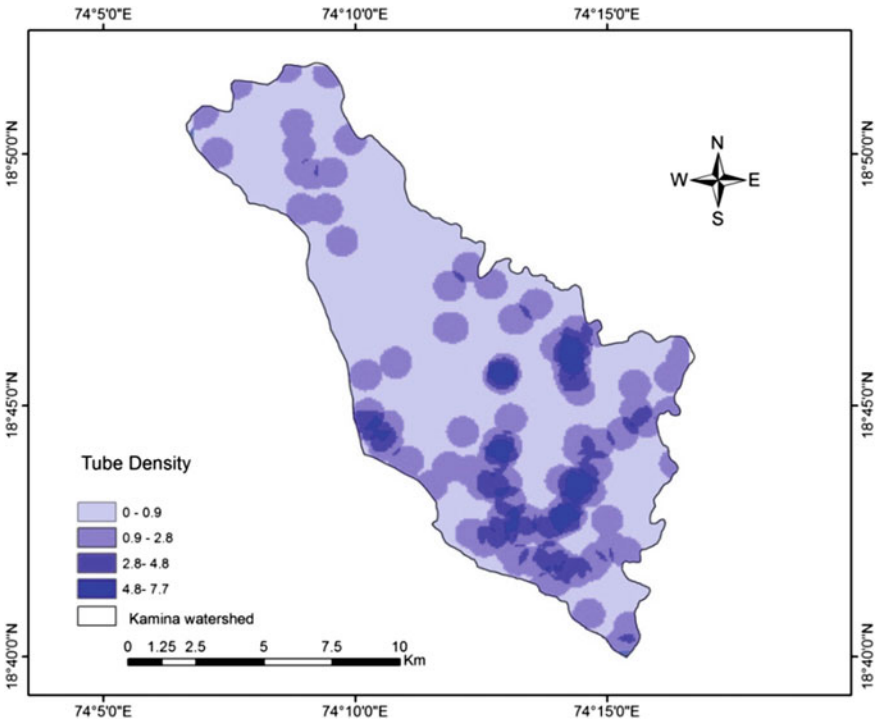 74°5'0"E 74°10'0"E 74°15'0"E
18°50'0"N 18°50'0"N
N
W E
S
18°45'0"N 18°45'0"N
Tube Density
0 - 0.9
0.9 - 2.8
2.8- 4.8
4.8- 7.7
Kamina watershed
0 1.25 2.5 5 7.5 10
Km
18°40'0"N 18°40'0"N
74°5'0"E 74°10'0"E 74°15'0"E